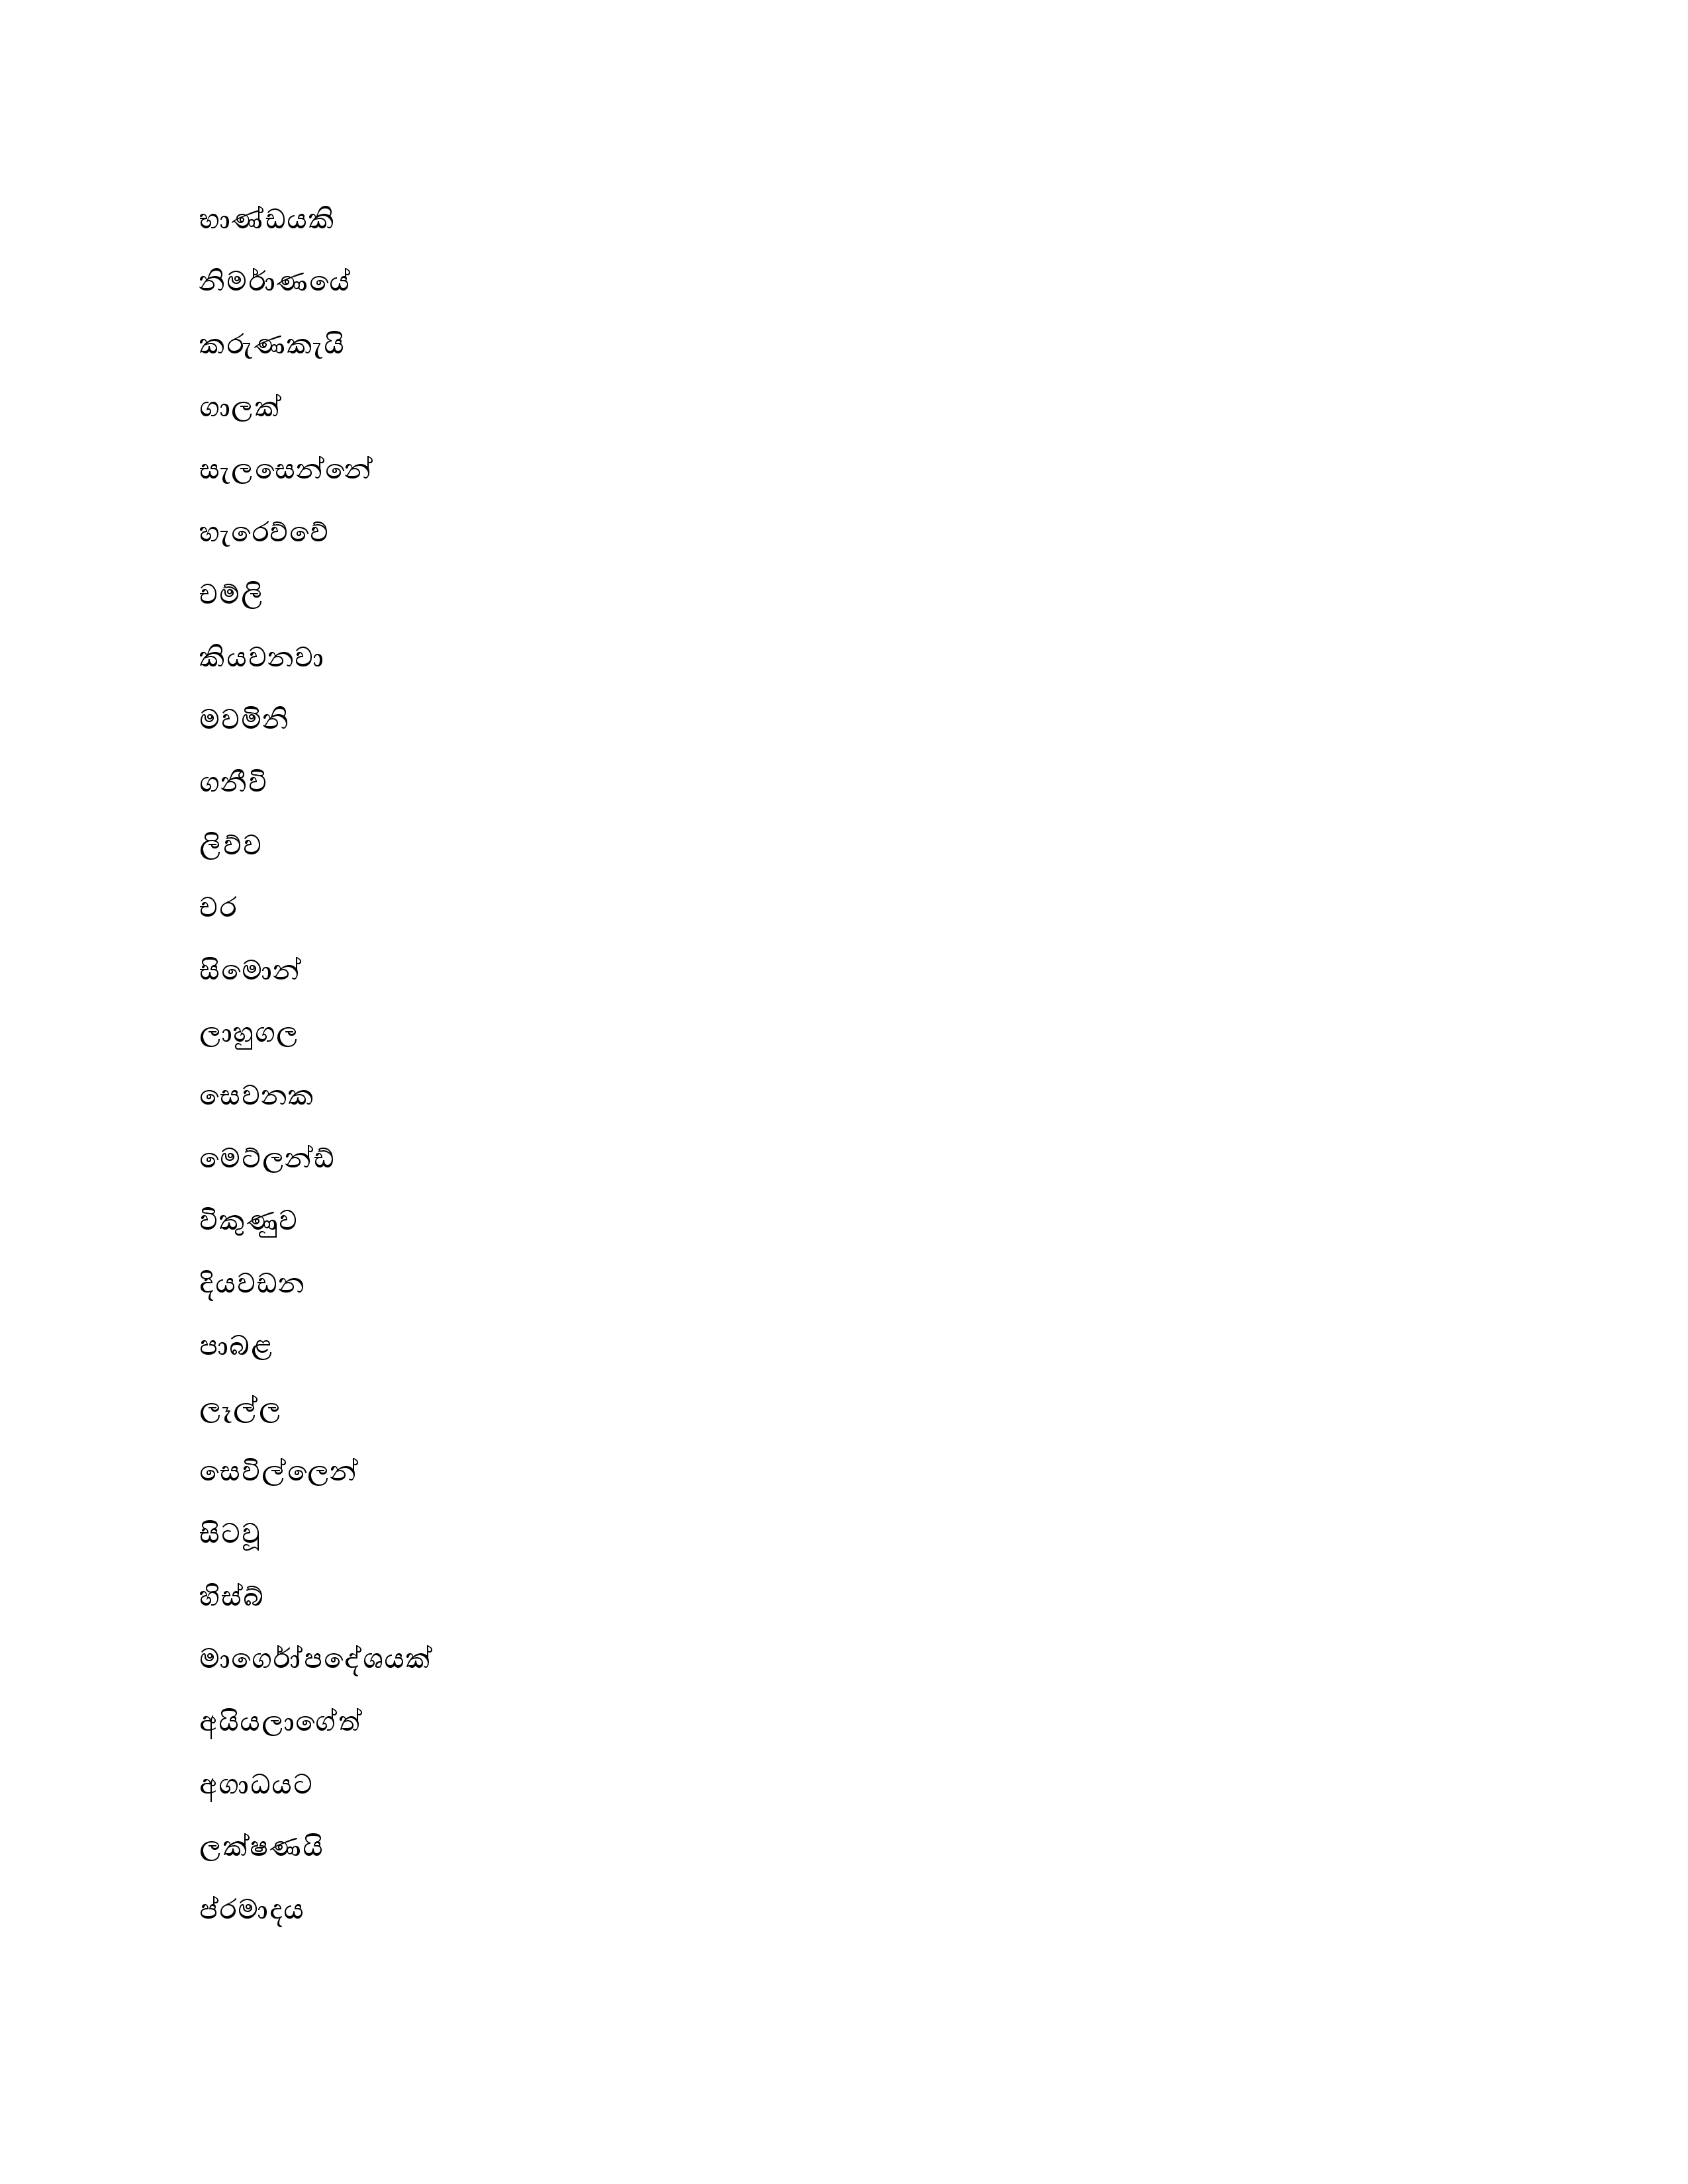 භාණ්ඩයකි
නිර්මාණයේ
කරුණකැයි
ගාලක්
සැලසෙන්නේ
හැරෙව්වේ
චම්ලි
කියවනවා
මවමිනි
ගනීවි
ලිව්ව
චර
සිමොන්
ලාහුගල
සෙවනක
මෙට්ලන්ඩ්
විකුණුව
දියවඩන
පාබළ
ලෑල්ල
සෙවිල්ලෙන්
සිටවූ
හිස්බ්
මාර්ගෝපදේශයක්
අයියලාගේත්
අගාධයට
ලක්ෂණයි
ප්රමාදය